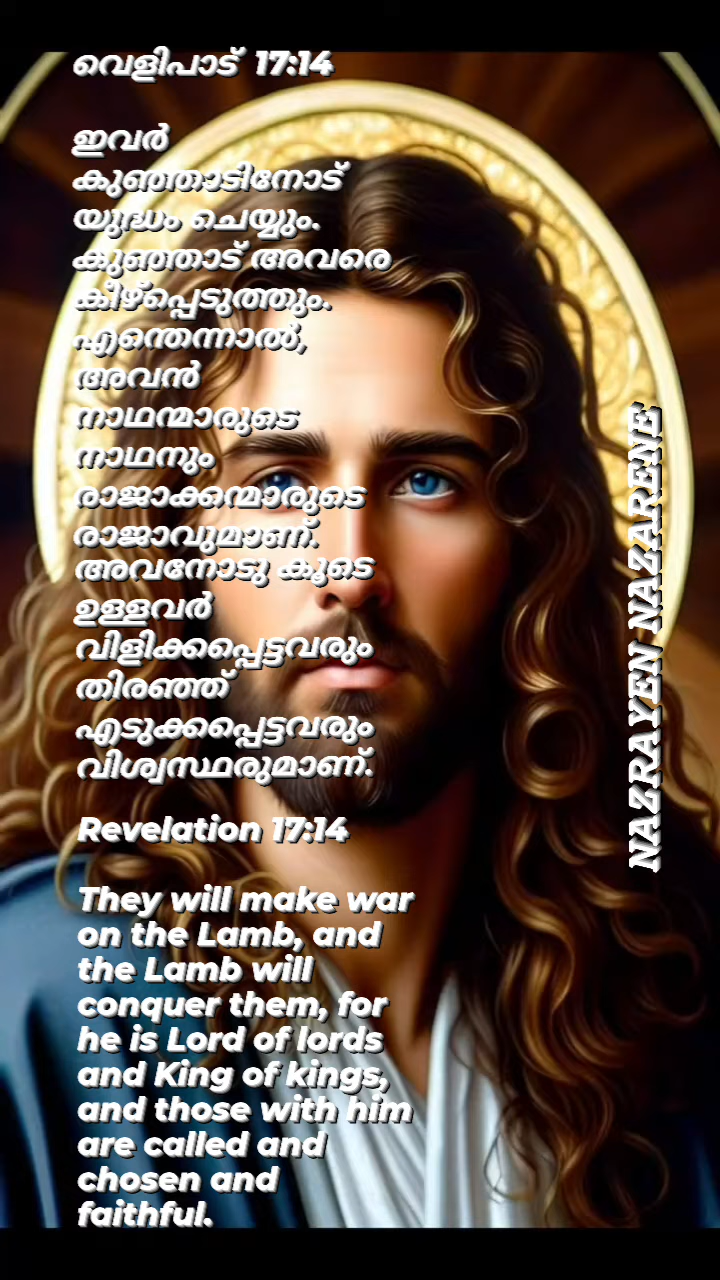 വെളിപാട് 17:14
ഇവർ
കുഞ്ഞാടിനോട്
യുദ്ധം ചെയ്യും.
കുഞ്ഞാട് അവരെ
കീഴ്പ്പെടുത്തും.
എന്തെന്നാൽ,
അവൻ
നാഥന്മാരുടെ
നാഥനും
രാജാക്കന്മാരുടെ
രാജാവുമാണ്.
അവനോടു കൂടെ
ഉള്ളവർ
വിളിക്കപ്പെട്ടവരും
തിരഞ്ഞ്
എടുക്കപ്പെട്ടവരും
വിശ്വസ്ഥരുമാണ്.
Revelation 17:14
They will make war
on the Lamb, and
the Lamb will
conquer them, for
he is Lord of lords
and King of kings,
and those with him
are called and
chosen and
faithful.
NAZRAYEN NAZARENE